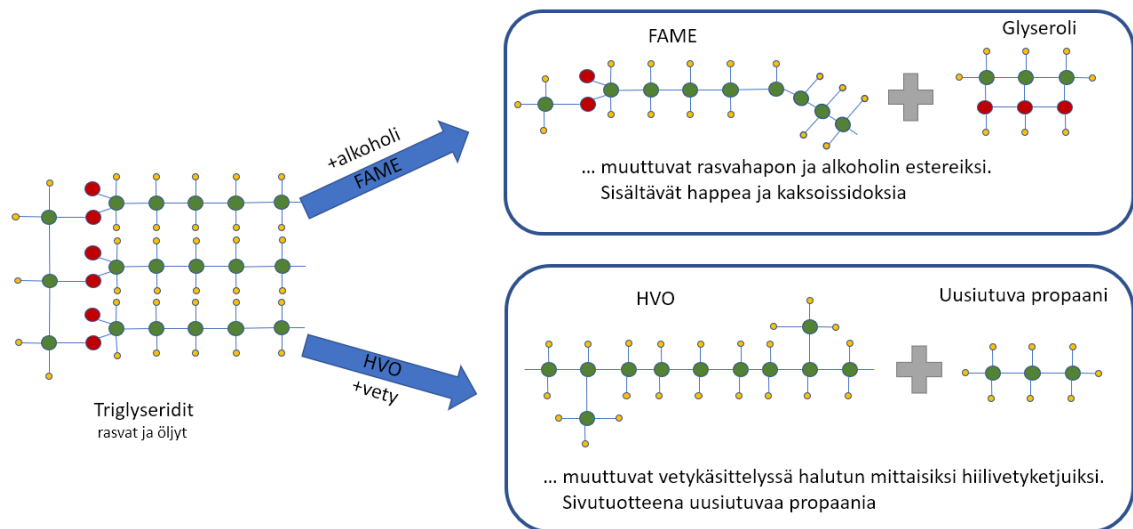 Triglyseridit
rasvat ja öljyt
+alkoholi
FAME
HVO
+vety
FAME
Glyseroli
... muuttuvat rasvahapon ja alkoholin estereiksi.
Sisältävät happea ja kaksoissidoksia
HVO
Uusiutuva propaani
... muuttuvat vetykäsittelyssä halutun mittaisiksi hiilivetyketjuiksi.
Sivutuotteena uusiutuvaa propaania